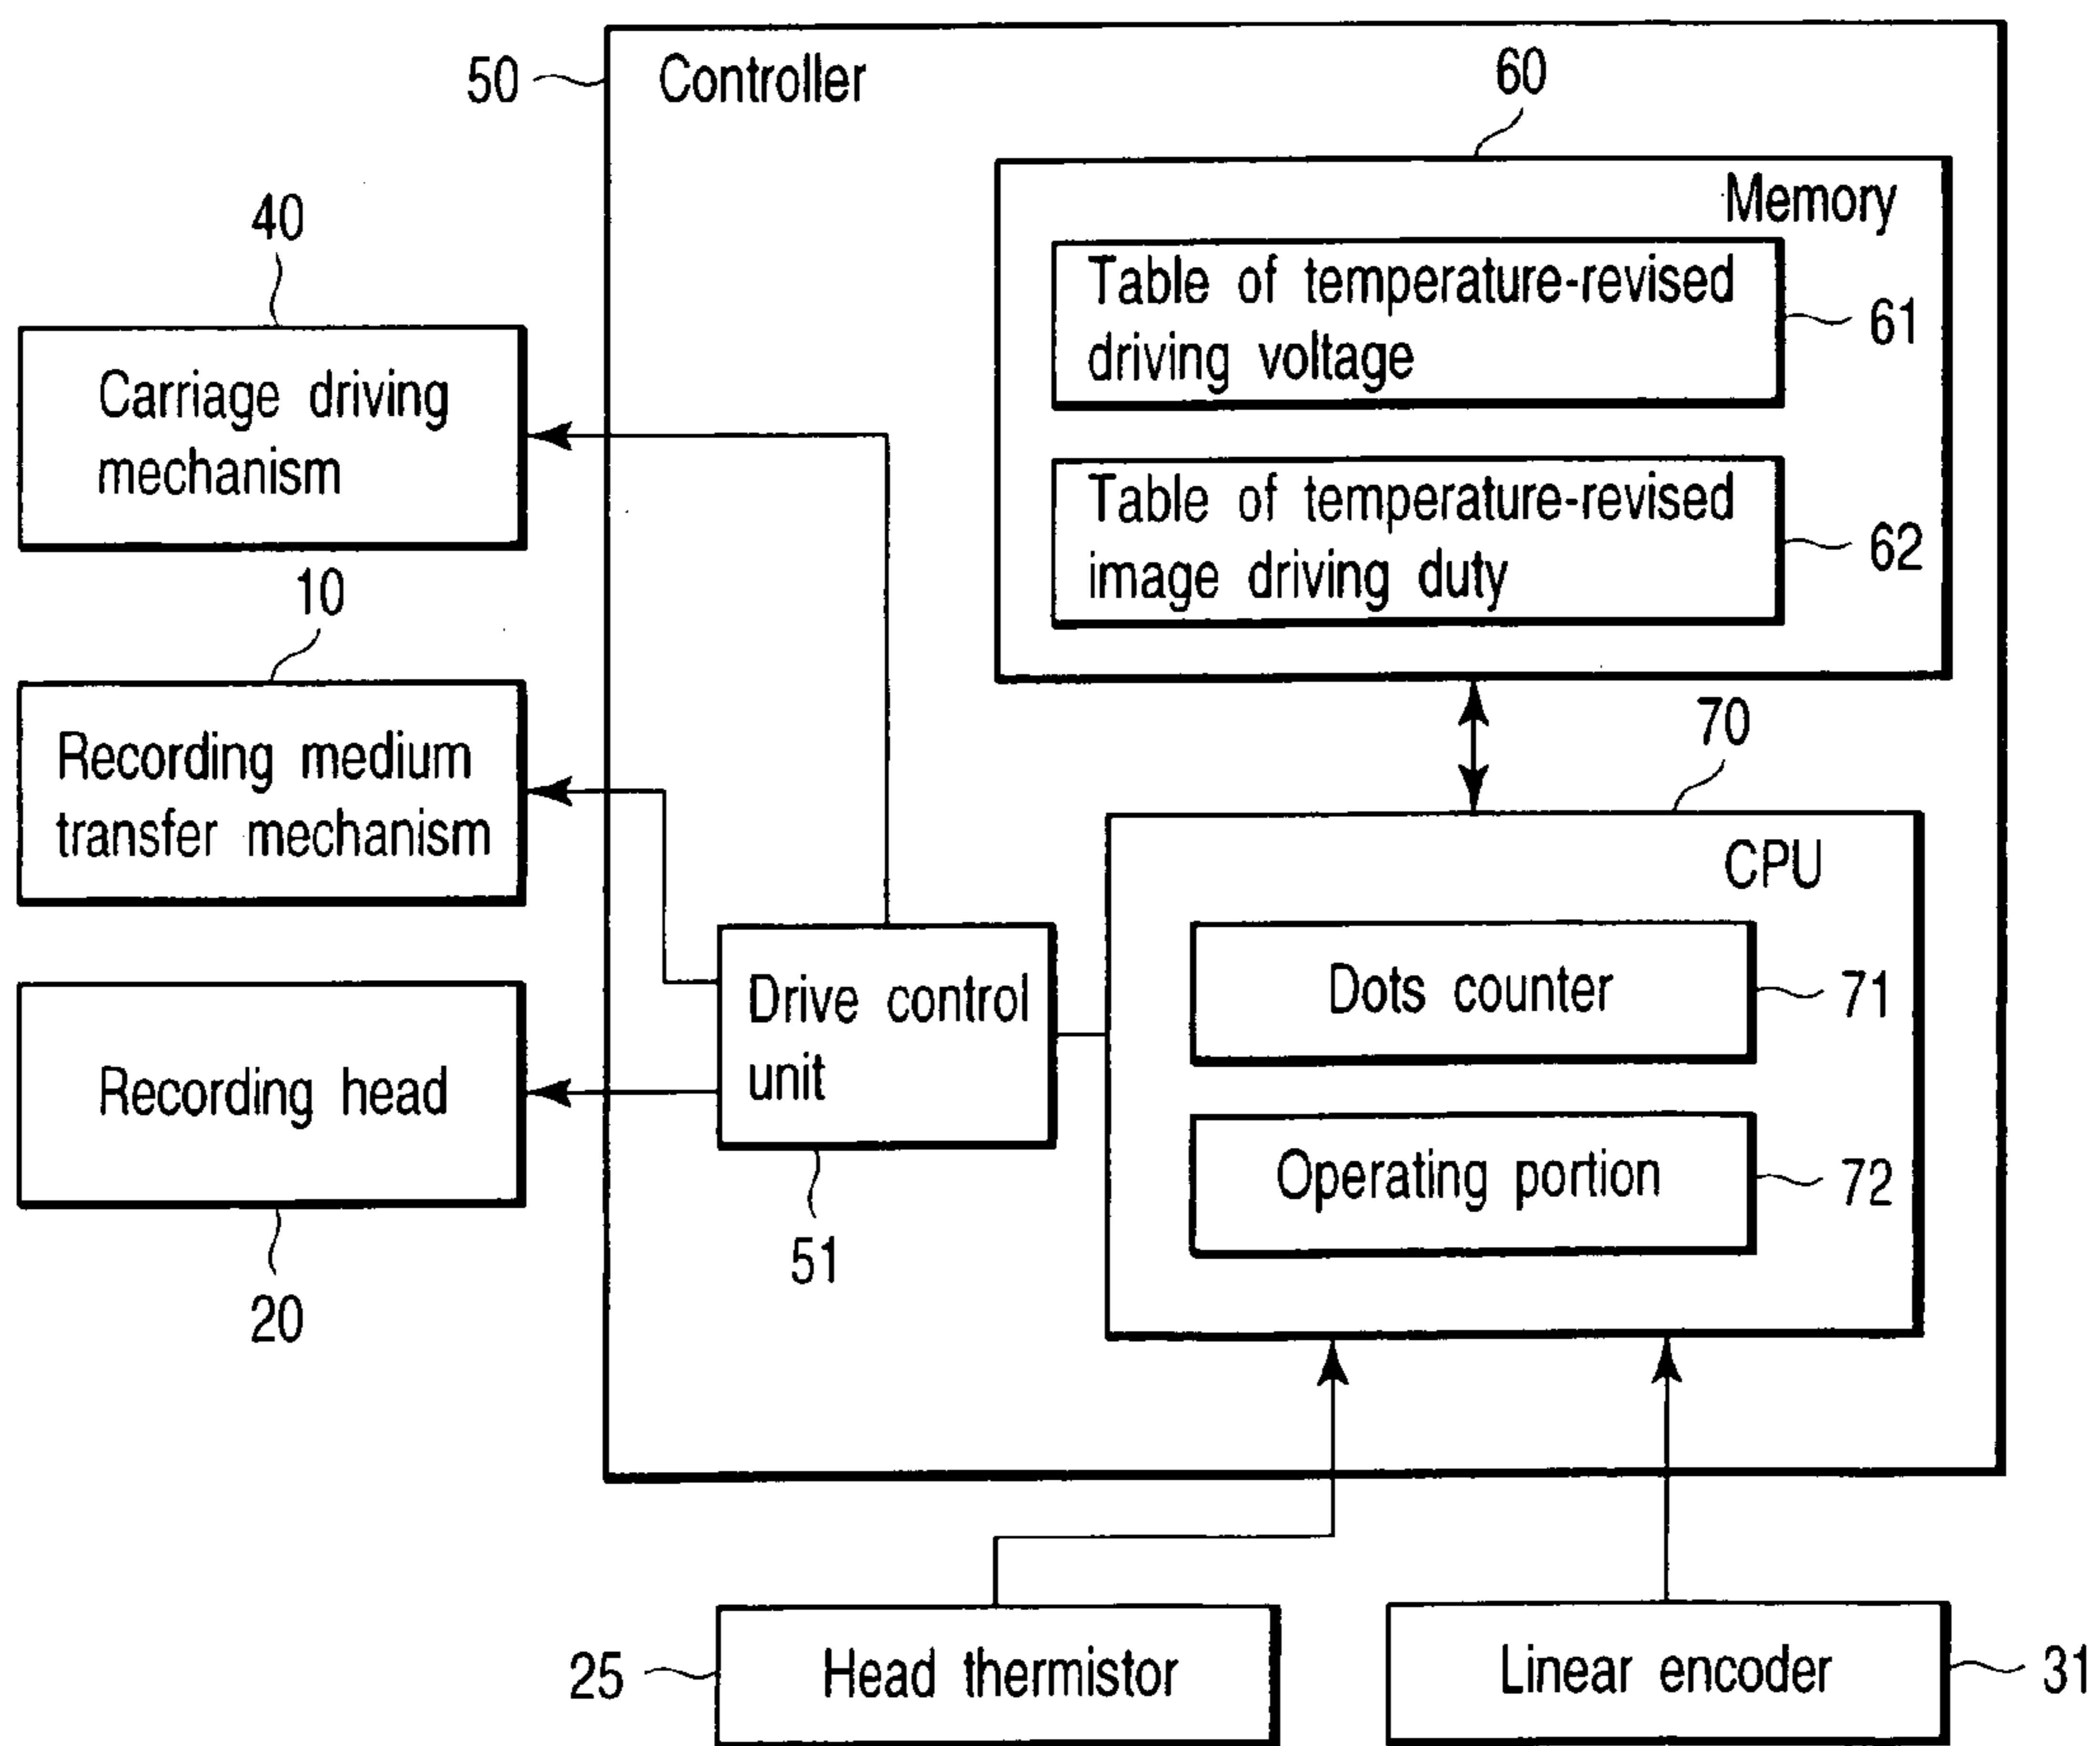 50
Controller
60
Memory
Table of temperature-revised
driving voltage
61
Table of temperature-revised
image driving duty
62
40
Carriage driving
mechanism
10
Recording medium
transfer mechanism
Recording head
20
Drive control
unit
51
70
CPU
Dots counter
71
Operating portion
72
25
Head thermistor
Linear encoder
31